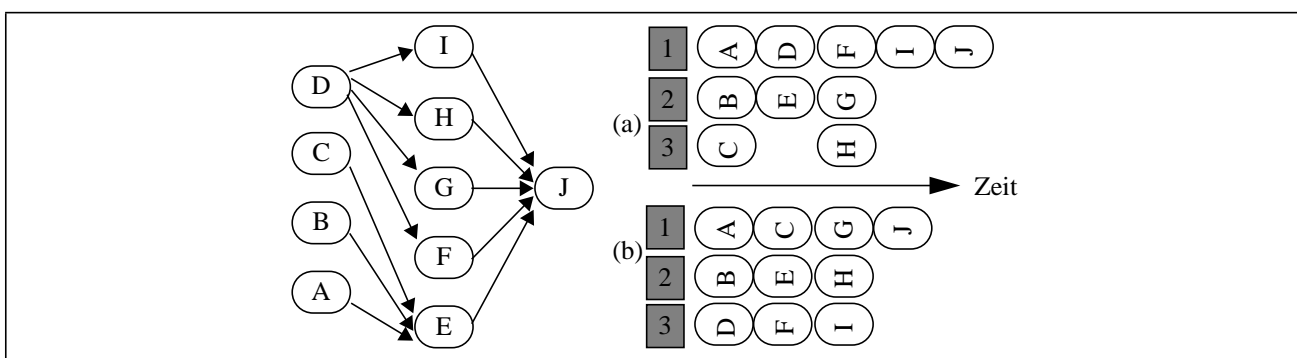 I
D
H
C
G
J
B
F
A
E
(a)
1 A D F I J
2 B E G
3 C H
Zeit
(b)
1 A C G J
2 B E H
3 D F I